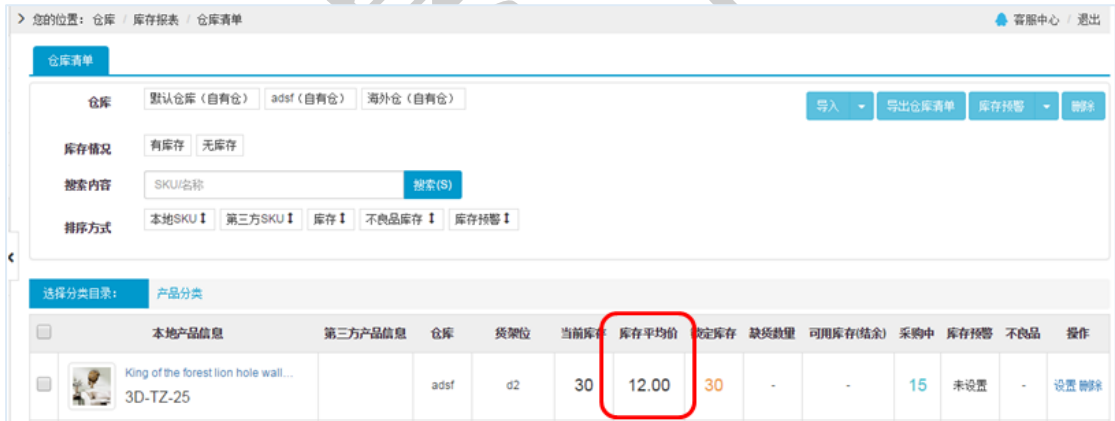 您的位置：仓库 / 库存报表 / 仓库清单 客服中心 / 退出
仓库清单
仓库 默认仓库（自有仓） adsf（自有仓） 海外仓（自有仓） 导入 导出仓库清单 库存预警 删除
库存情况 有库存 无库存
搜索内容 SKU/名称 搜索(S)
排序方式 本地SKU 第三方SKU 库存 不良品库存 库存预警
选择分类目录： 产品分类
本地产品信息 第三方产品信息 仓库 货架位 当前库存 库存平均价 锁定库存 缺货数量 可用库存(结余) 采购中 库存预警 不良品 操作
King of the forest lion hole wall... adsf d2 30 12.00 30 - - 15 未设置 - 设置 删除
3D-TZ-25